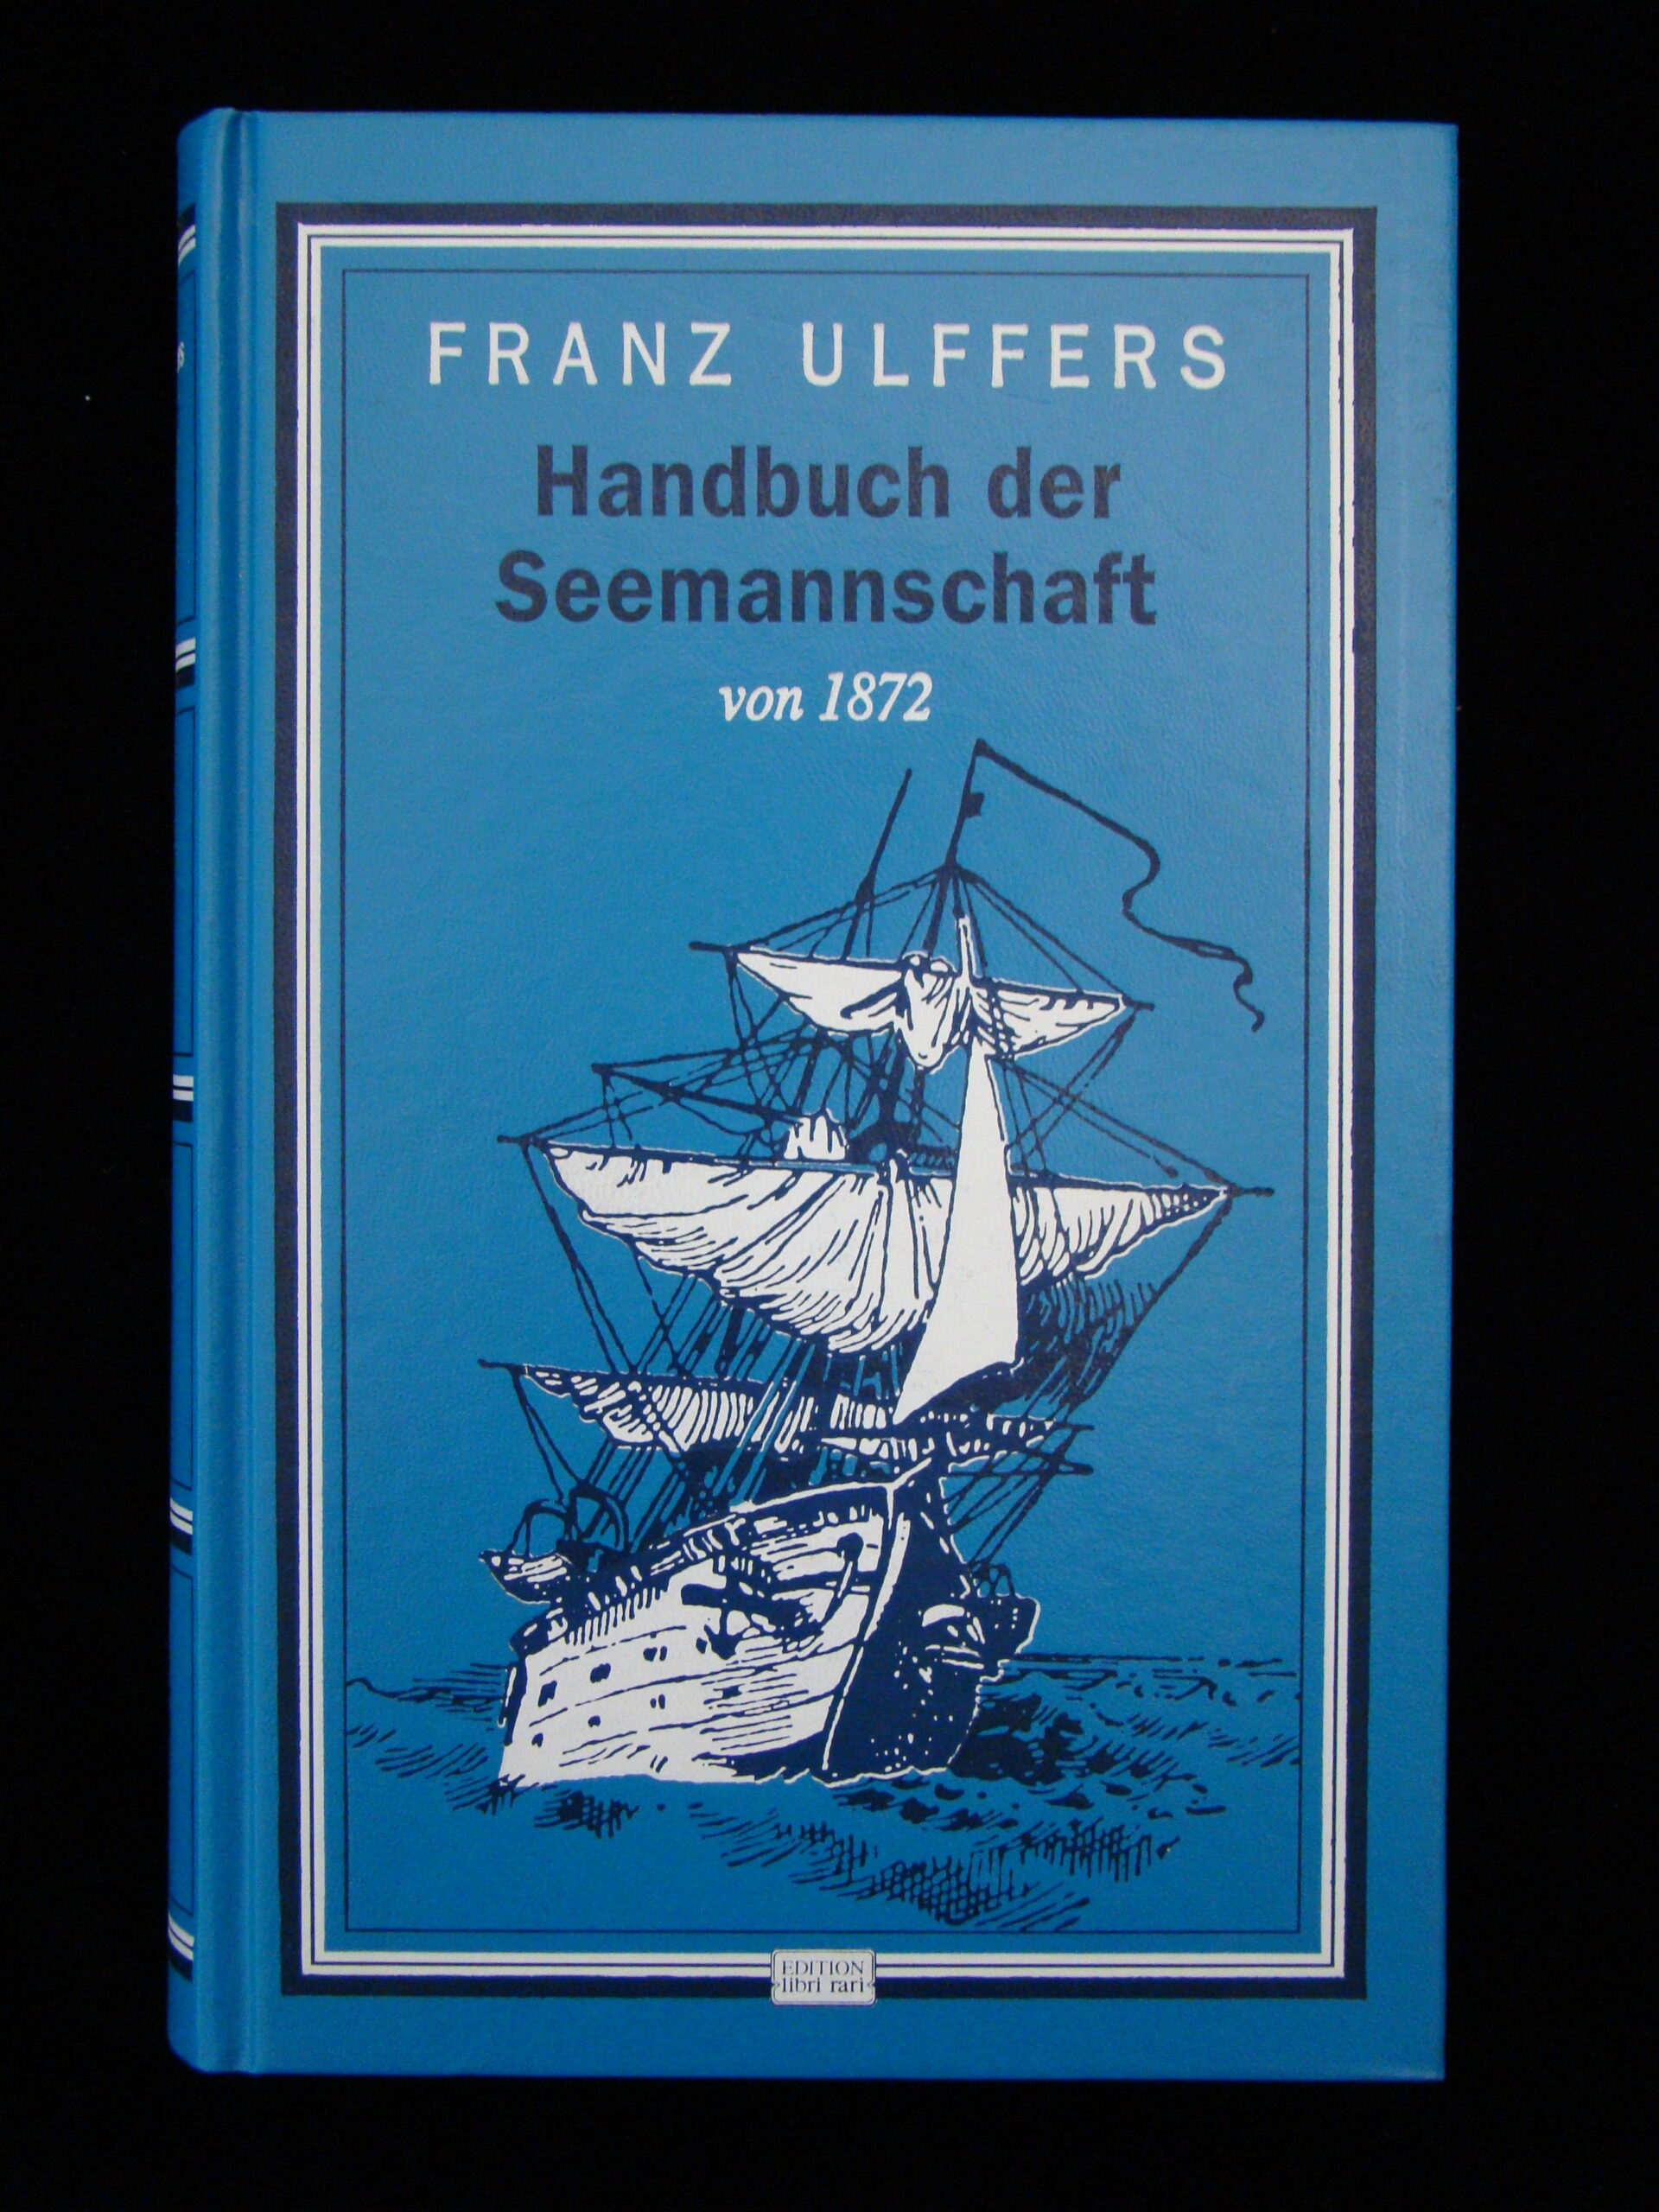 FRANZ ULFFERS
Handbuch der
Seemannschaft
von 1872
EDITION
libri rari